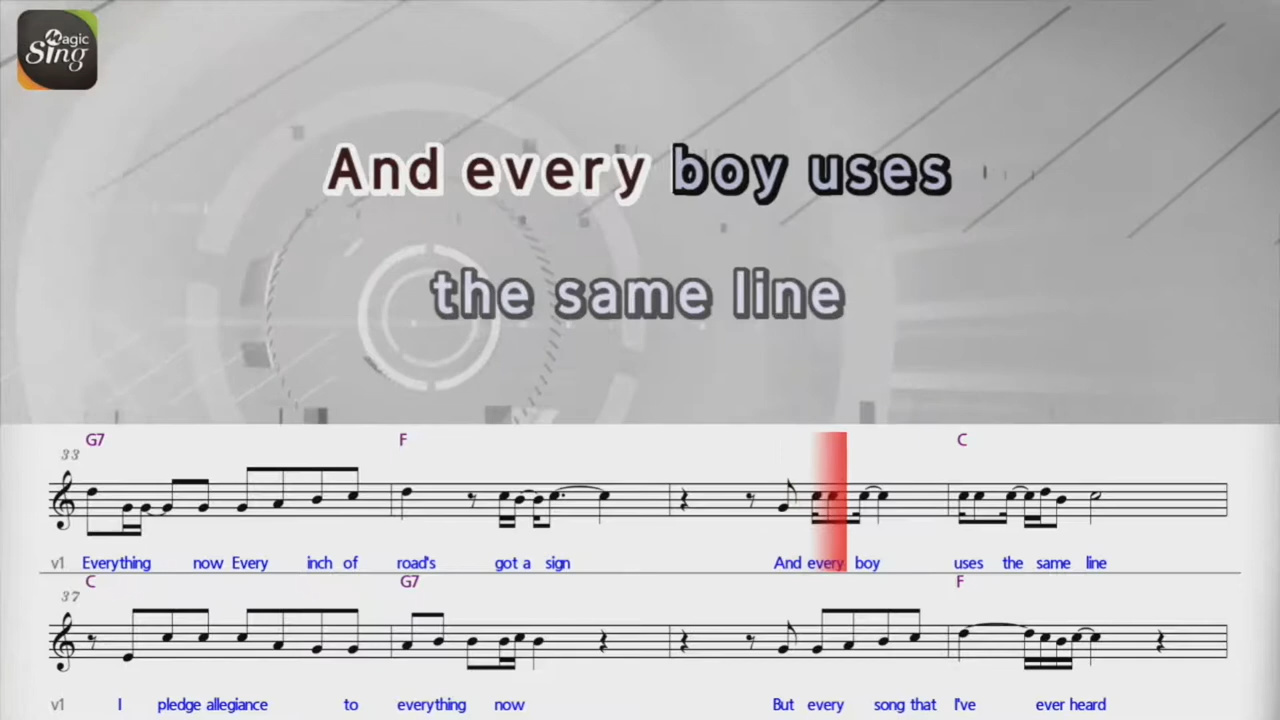 Magic
Sing
And every boy uses
the same line
33
G7 F C
v1 Everything now Every inch of road's got a sign And every boy uses the same line
37
C G7 F
v1 I pledge allegiance to everything now But every song that I've ever heard